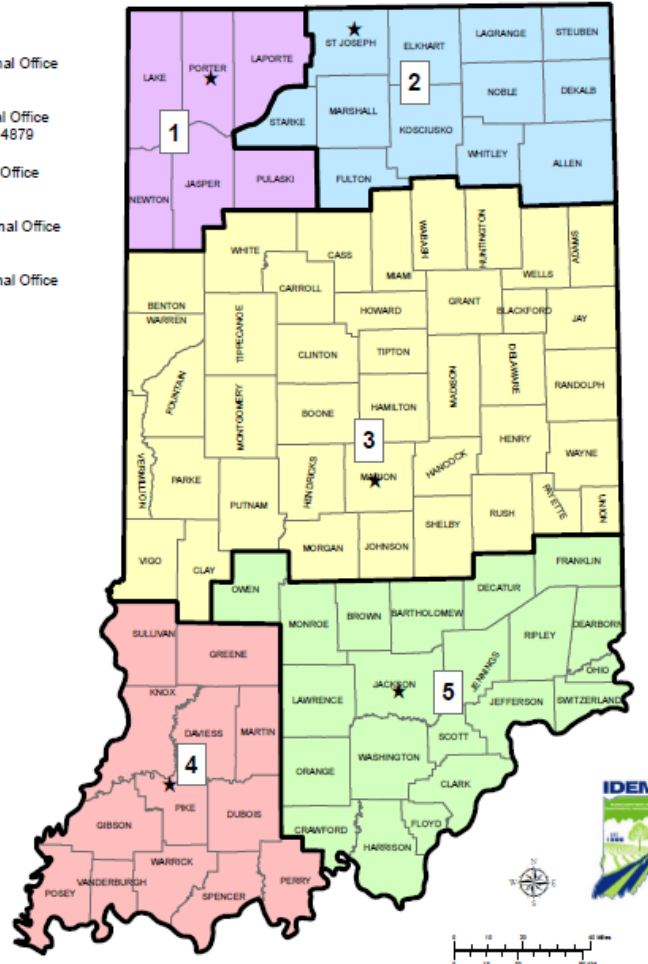 nal Office
al Office
4879
Office
nal Office
nal Office
ST JOSEPH
ELKHART
LAGRANGE
STEUBEN
LAKE
PORTER
LAPORTE
2
NOBLE
DEKALB
MARSHALL
STARKE
KOSCIUSKO
1
WHITLEY
ALLEN
FULTON
PULASKI
JASPER
NEWTON
WHITE
CASS
MIAMI
WABASH
HUNTINGTON
WELLS
ADAMS
CARROLL
BENTON
WARREN
TIPPECANOE
HOWARD
GRANT
BLACKFORD
JAY
CLINTON
TIPTON
MADISON
DELAWARE
RANDOLPH
FOUNTAIN
MONTGOMERY
BOONE
HAMILTON
HENRY
WAYNE
3
VERMILLION
PARKE
PUTNAM
HENDRICKS
MARION
HANCOCK
SHELBY
RUSH
FAYETTE
UNION
VIGO
CLAY
MORGAN
JOHNSON
OWEN
FRANKLIN
DECATUR
MONROE
BROWN
BARTHOLOMEW
RIPLEY
DEARBORN
SULLIVAN
GREENE
JENNINGS
OHIO
KNOX
LAWRENCE
JACKSON
5
JEFFERSON
SWITZERLAND
DAVIESS
MARTIN
SCOTT
4
ORANGE
WASHINGTON
CLARK
PIKE
DUBOIS
GIBSON
CRAWFORD
FLOYD
HARRISON
WARRICK
VANDERBURGH
POSEY
SPENCER
PERRY
IDEM
N
W
E
S